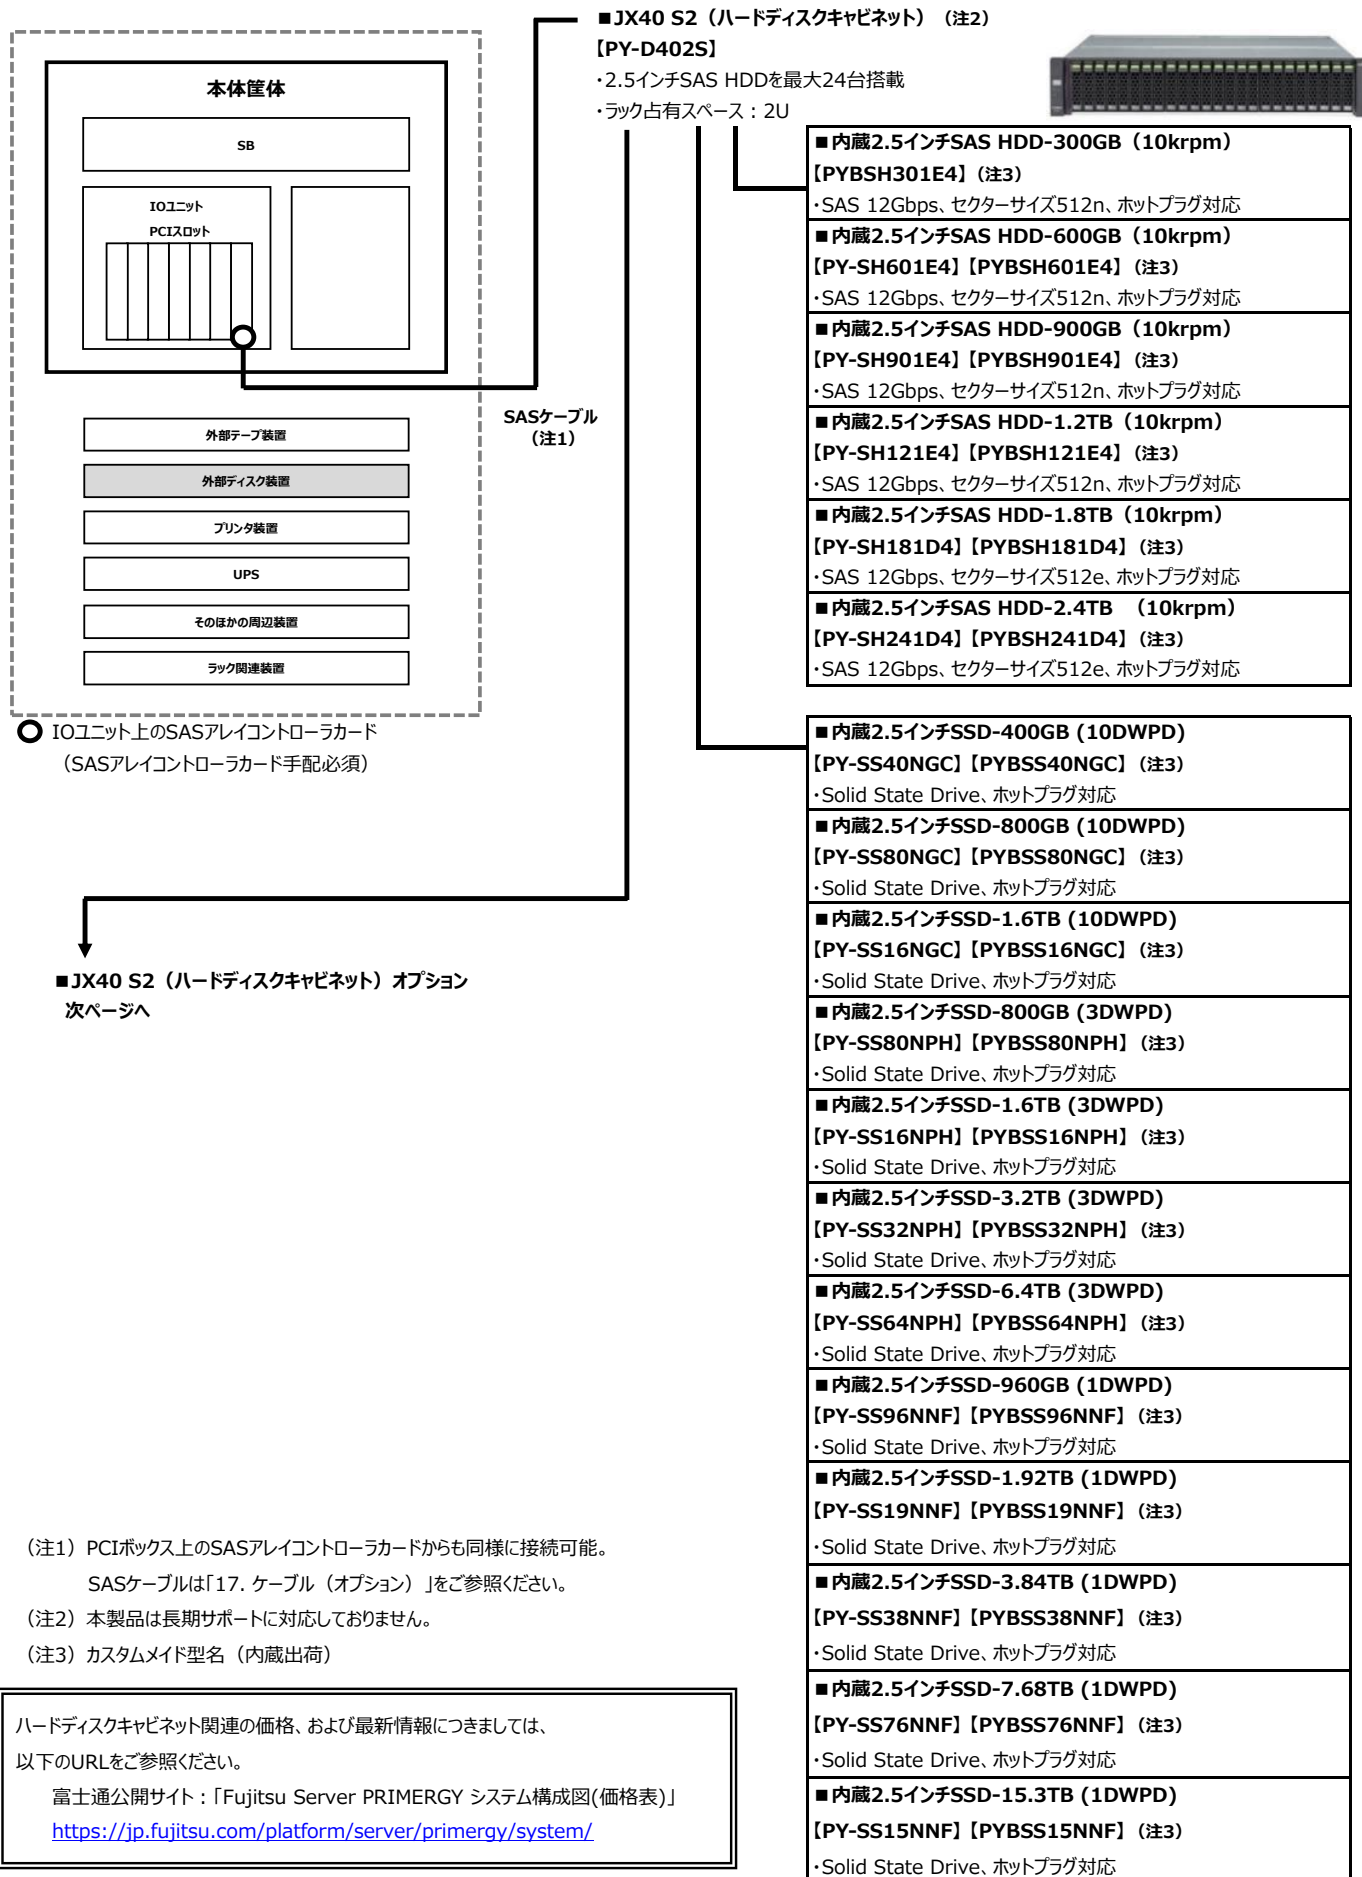 ■JX40 S2（ハードディスクキャビネット）（注2）
【PY-D402S】
・2.5インチSAS HDDを最大24台搭載
・ラック占有スペース：2U
本体筐体
SB
IOユニット
PCIスロット
SASケーブル
（注1）
外部テープ装置
外部ディスク装置
プリンタ装置
UPS
そのほかの周辺装置
ラック関連装置
IOユニット上のSASアレイコントローラカード
（SASアレイコントローラカード手配必須）
■JX40 S2（ハードディスクキャビネット）オプション
次ページへ
■内蔵2.5インチSAS HDD-300GB（10krpm）
【PYBSH301E4】（注3）
・SAS 12Gbps、セクターサイズ512n、ホットプラグ対応
■内蔵2.5インチSAS HDD-600GB（10krpm）
【PY-SH601E4】【PYBSH601E4】（注3）
・SAS 12Gbps、セクターサイズ512n、ホットプラグ対応
■内蔵2.5インチSAS HDD-900GB（10krpm）
【PY-SH901E4】【PYBSH901E4】（注3）
・SAS 12Gbps、セクターサイズ512n、ホットプラグ対応
■内蔵2.5インチSAS HDD-1.2TB（10krpm）
【PY-SH121E4】【PYBSH121E4】（注3）
・SAS 12Gbps、セクターサイズ512n、ホットプラグ対応
■内蔵2.5インチSAS HDD-1.8TB（10krpm）
【PY-SH181D4】【PYBSH181D4】（注3）
・SAS 12Gbps、セクターサイズ512e、ホットプラグ対応
■内蔵2.5インチSAS HDD-2.4TB　（10krpm）
【PY-SH241D4】【PYBSH241D4】（注3）
・SAS 12Gbps、セクターサイズ512e、ホットプラグ対応
■内蔵2.5インチSSD-400GB (10DWPD)
【PY-SS40NGC】【PYBSS40NGC】（注3）
・Solid State Drive、ホットプラグ対応
■内蔵2.5インチSSD-800GB (10DWPD)
【PY-SS80NGC】【PYBSS80NGC】（注3）
・Solid State Drive、ホットプラグ対応
■内蔵2.5インチSSD-1.6TB (10DWPD)
【PY-SS16NGC】【PYBSS16NGC】（注3）
・Solid State Drive、ホットプラグ対応
■内蔵2.5インチSSD-800GB (3DWPD)
【PY-SS80NPH】【PYBSS80NPH】（注3）
・Solid State Drive、ホットプラグ対応
■内蔵2.5インチSSD-1.6TB (3DWPD)
【PY-SS16NPH】【PYBSS16NPH】（注3）
・Solid State Drive、ホットプラグ対応
■内蔵2.5インチSSD-3.2TB (3DWPD)
【PY-SS32NPH】【PYBSS32NPH】（注3）
・Solid State Drive、ホットプラグ対応
■内蔵2.5インチSSD-6.4TB (3DWPD)
【PY-SS64NPH】【PYBSS64NPH】（注3）
・Solid State Drive、ホットプラグ対応
■内蔵2.5インチSSD-960GB (1DWPD)
【PY-SS96NNF】【PYBSS96NNF】（注3）
・Solid State Drive、ホットプラグ対応
■内蔵2.5インチSSD-1.92TB (1DWPD)
【PY-SS19NNF】【PYBSS19NNF】（注3）
・Solid State Drive、ホットプラグ対応
■内蔵2.5インチSSD-3.84TB (1DWPD)
【PY-SS38NNF】【PYBSS38NNF】（注3）
・Solid State Drive、ホットプラグ対応
■内蔵2.5インチSSD-7.68TB (1DWPD)
【PY-SS76NNF】【PYBSS76NNF】（注3）
・Solid State Drive、ホットプラグ対応
■内蔵2.5インチSSD-15.3TB (1DWPD)
【PY-SS15NNF】【PYBSS15NNF】（注3）
・Solid State Drive、ホットプラグ対応
（注1）PCIボックス上のSASアレイコントローラカードからも同様に接続可能。
SASケーブルは「17. ケーブル（オプション）」をご参照ください。
（注2）本製品は長期サポートに対応しておりません。
（注3）カスタムメイド型名（内蔵出荷）
ハードディスクキャビネット関連の価格、および最新情報につきましては、
以下のURLをご参照ください。
富士通公開サイト：「Fujitsu Server PRIMERGY システム構成図(価格表)」
https://jp.fujitsu.com/platform/server/primergy/system/